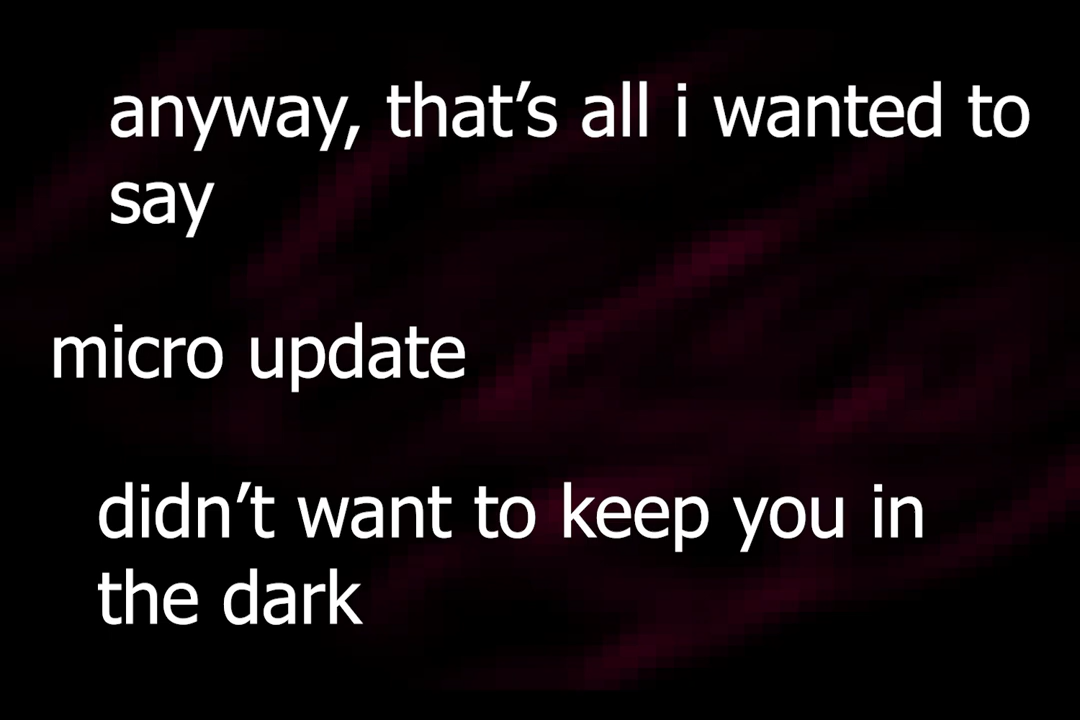 anyway, that’s all i wanted to
say
micro update
didn’t want to keep you in
the dark